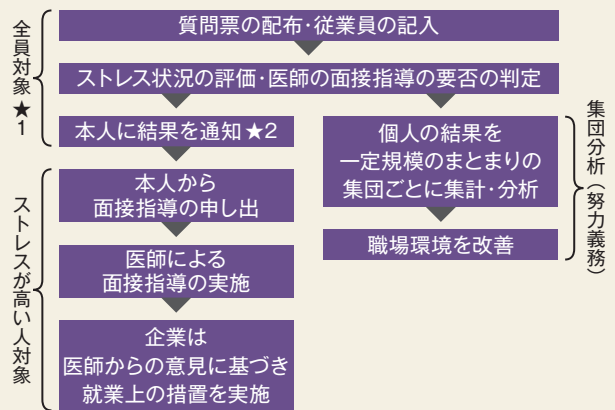 全員対象★1
質問票の配布・従業員の記入
ストレス状況の評価・医師の面接指導の要否の判定
本人に結果を通知★2
ストレスが高い人対象
本人から
面接指導の申し出
医師による
面接指導の実施
企業は
医師からの意見に基づき
就業上の措置を実施
個人の結果を
一定規模のまとまりの
集団ごとに集計・分析
職場環境を改善
集団分析（努力義務）